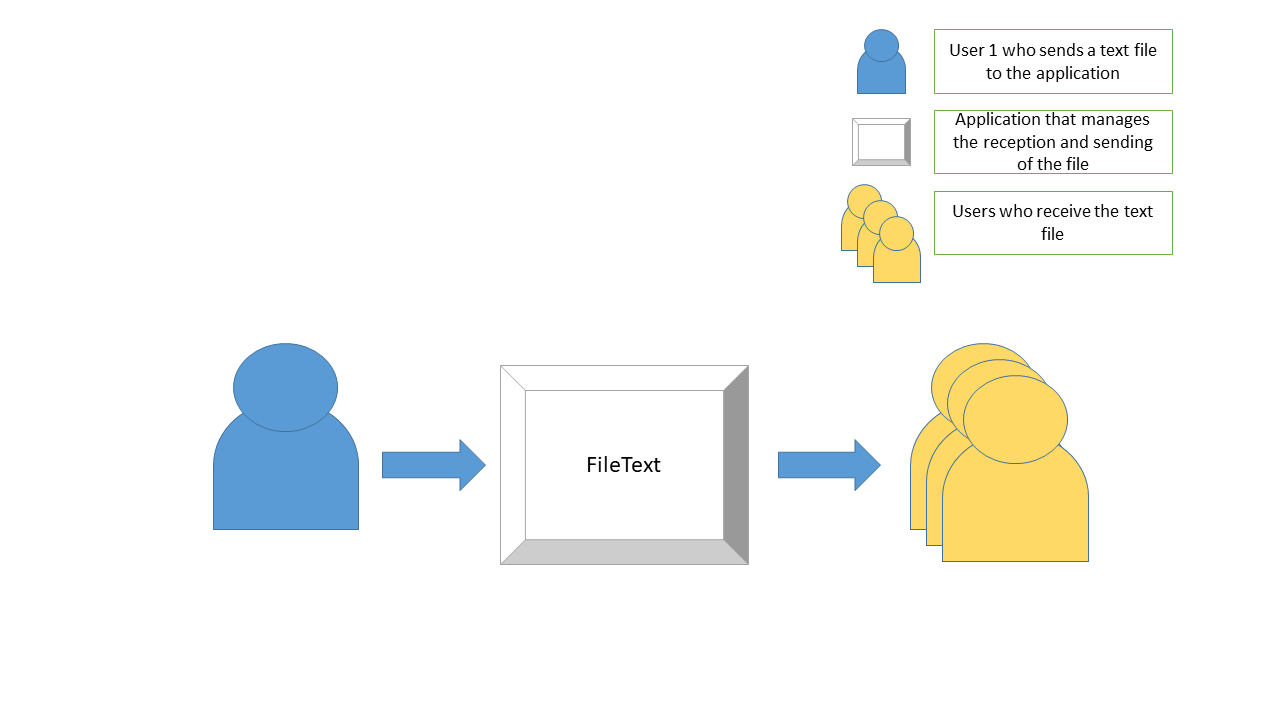 User 1 who sends a text file
to the application
Application that manages
the reception and sending
of the file
Users who receive the text
file
FileText